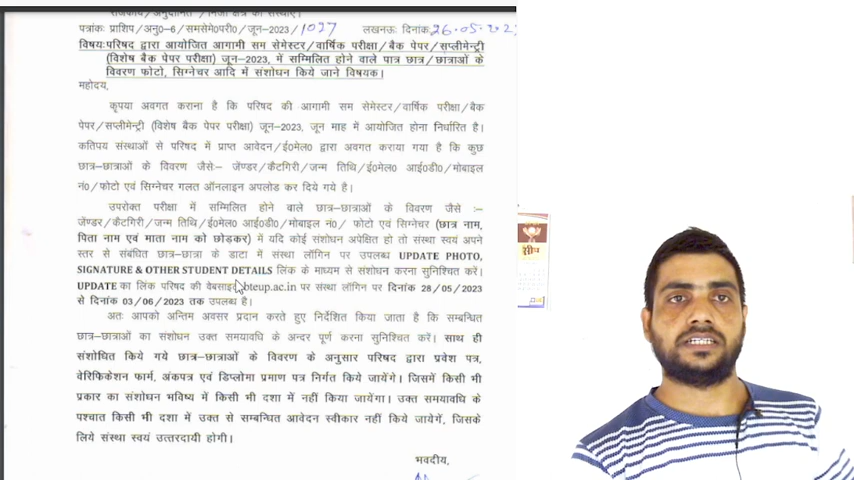 राजकीय/अनुदानित / निजी क्षेत्र की संस्थाएं।
पत्रांकः प्राशिप/अनु0-6/समसेमे0परी0/जून-2023/1097 लखनऊः दिनांकः 26.05.202
विषयःपरिषद द्वारा आयोजित आगामी सम सेमेस्टर/वार्षिक परीक्षा/बैक पेपर/सप्लीमेन्ट्री
(विशेष बैक पेपर परीक्षा) जून-2023, में सम्मिलित होने वाले पात्र छात्र/छात्राओं के
विवरण फोटो, सिग्नेचर आदि में संशोधन किये जाने विषयक।
महोदय,
कृपया अवगत कराना है कि परिषद की आगामी सम सेमेस्टर/वार्षिक परीक्षा/बैक
पेपर/सप्लीमेन्ट्री (विशेष बैक पेपर परीक्षा) जून-2023, जून माह में आयोजित होना निर्धारित है।
कतिपय संस्थाओं से परिषद में प्राप्त आवेदन/ई0मेल0 द्वारा अवगत कराया गया है कि कुछ
छात्र-छात्राओं के विवरण जैसेः- जेंण्डर/कैटगिरी/जन्म तिथि/ई0मेल0 आई0डी0/मोबाइल
नं0/फोटो एवं सिग्नेचर गलत ऑनलाइन अपलोड कर दिये गये है।
उपरोक्त परीक्षा में सम्मिलित होने वाले छात्र-छात्राओं के विवरण जैसे :-
जेंण्डर/कैटगिरी/जन्म तिथि/ई0मेल0 आई0डी0/मोबाइल नं0/ फोटो एवं सिग्नेचर (छात्र नाम,
पिता नाम एवं माता नाम को छोड़कर) में यदि कोई संशोधन अपेक्षित हो तो संस्था स्वयं अपने
स्तर से संबंधित छात्र-छात्रा के डाटा में संस्था लॉगिन पर उपलब्ध UPDATE PHOTO,
SIGNATURE & OTHER STUDENT DETAILS लिंक के माध्यम से संशोधन करना सुनिश्चित करें।
UPDATE का लिंक परिषद की वेबसाइट bteup.ac.in पर संस्था लॉगिन पर दिनांक 28/05/2023
से दिनांक 03/06/2023 तक उपलब्ध है।
अतः आपको अन्तिम अवसर प्रदान करते हुए निर्देशित किया जाता है कि सम्बन्धित
छात्र-छात्राओं का संशोधन उक्त समयावधि के अन्दर पूर्ण करना सुनिश्चित करें। साथ ही
संशोधित किये गये छात्र-छात्राओं के विवरण के अनुसार परिषद द्वारा प्रवेश पत्र,
वेरिफिकेशन फार्म, अंकपत्र एवं डिप्लोमा प्रमाण पत्र निर्गत किये जायेंगे। जिसमें किसी भी
प्रकार का संशोधन भविष्य में किसी भी दशा में नहीं किया जायेंगा। उक्त समयावधि के
पश्चात किसी भी दशा में उक्त से सम्बन्धित आवेदन स्वीकार नहीं किये जायेगें, जिसके
लिये संस्था स्वयं उत्तरदायी होगी।
भवदीय,
सीप